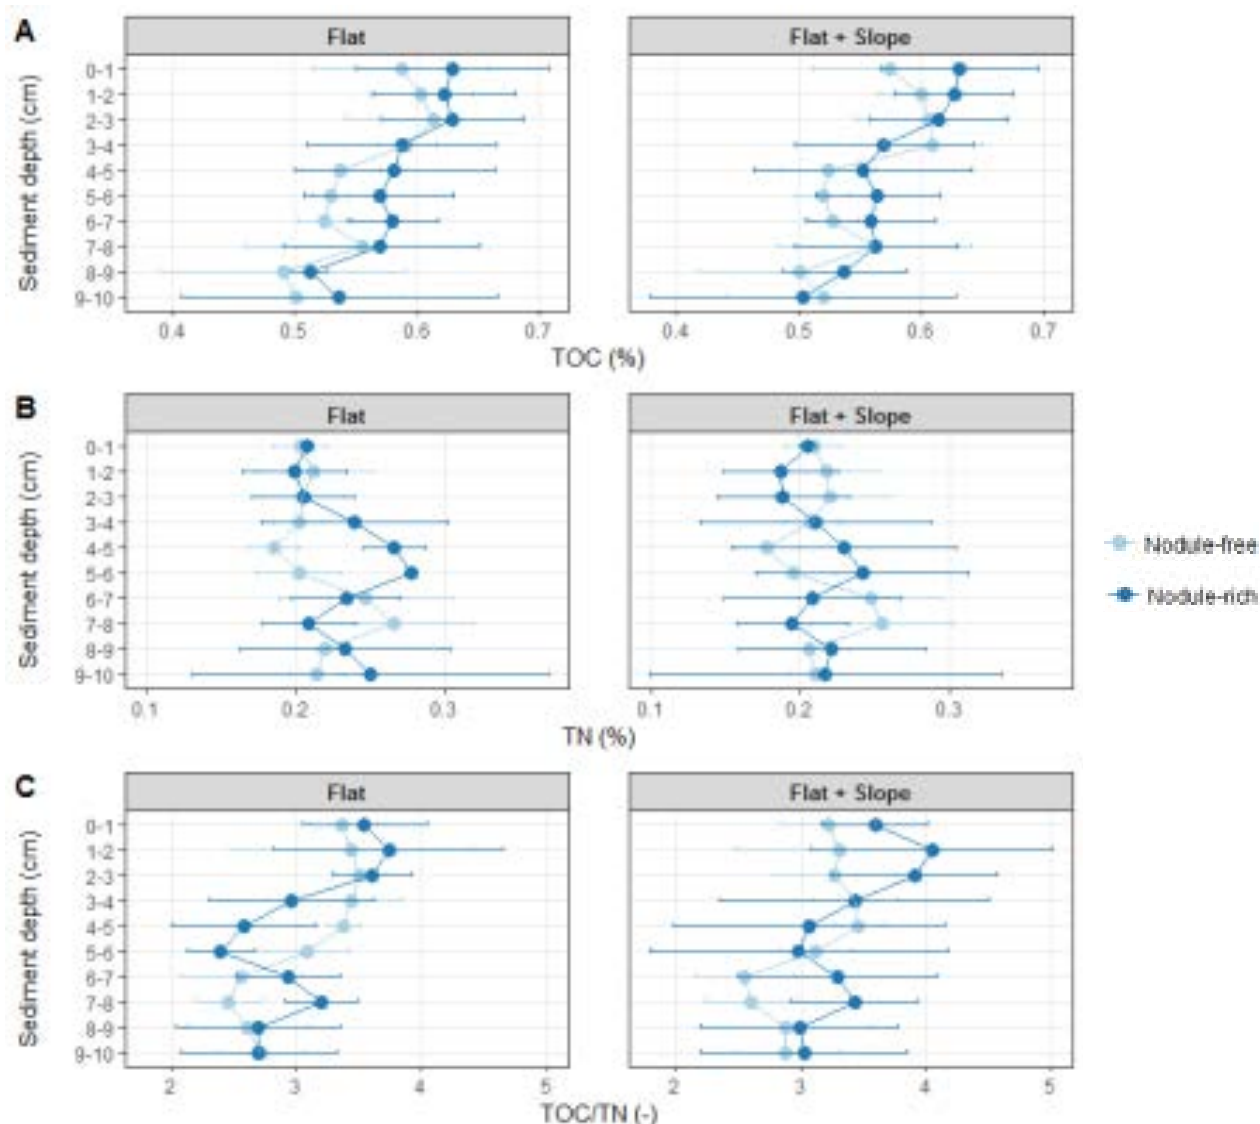 A
Flat
Flat + Slope
Sediment depth (cm)
0-1
1-2
2-3
3-4
4-5
5-6
6-7
7-8
8-9
9-10
0.4 0.5 0.6 0.7 0.4 0.5 0.6 0.7
TOC (%)
B
Flat
Flat + Slope
Sediment depth (cm)
0-1
1-2
2-3
3-4
4-5
5-6
6-7
7-8
8-9
9-10
0.1 0.2 0.3 0.1 0.2 0.3
TN (%)
Nodule-free
Nodule-rich
C
Flat
Flat + Slope
Sediment depth (cm)
0-1
1-2
2-3
3-4
4-5
5-6
6-7
7-8
8-9
9-10
2 3 4 5 2 3 4 5
TOC/TN (-)